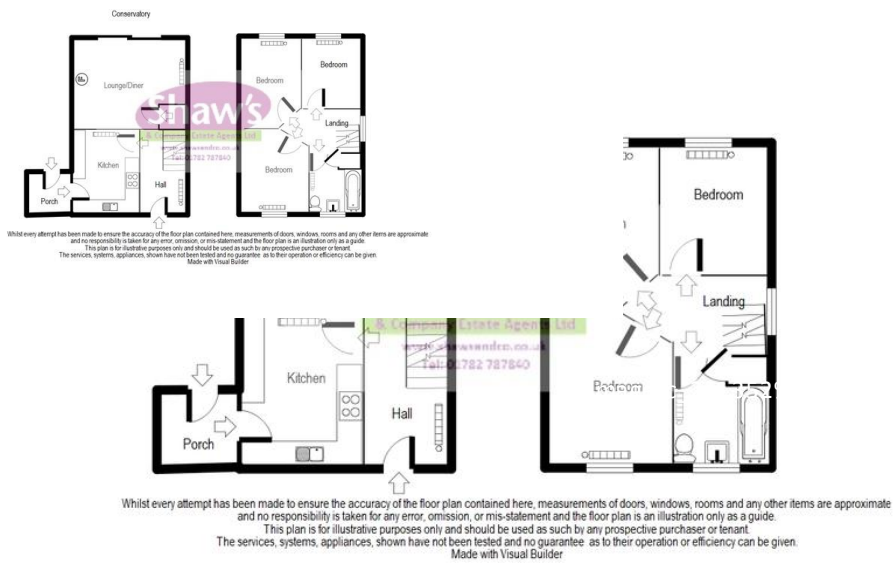 Conservatory
Bedroom
Bedroom
Lounge/Diner
Shaw's
Landing
& Company Estate Agents Ltd
www.shawsandco.co.uk
Tel: 01782 787840
Kitchen
Bedroom
Hall
Porch
Whilst every attempt has been made to ensure the accuracy of the floor plan contained here, measurements of doors, windows, rooms and any other items are approximate
and no responsibility is taken for any error, omission, or mis-statement and the floor plan is an illustration only as a guide.
This plan is for illustrative purposes only and should be used as such by any prospective purchaser or tenant.
The services, systems, appliances, shown have not been tested and no guarantee as to their operation or efficiency can be given.
Made with Visual Builder
Bedroom
Landing
& Company Estate Agents Ltd
www.shawsandco.co.uk
Tel: 01782 787840
Kitchen
Bedroom
Hall
Porch
Whilst every attempt has been made to ensure the accuracy of the floor plan contained here, measurements of doors, windows, rooms and any other items are approximate
and no responsibility is taken for any error, omission, or mis-statement and the floor plan is an illustration only as a guide.
This plan is for illustrative purposes only and should be used as such by any prospective purchaser or tenant.
The services, systems, appliances, shown have not been tested and no guarantee as to their operation or efficiency can be given.
Made with Visual Builder